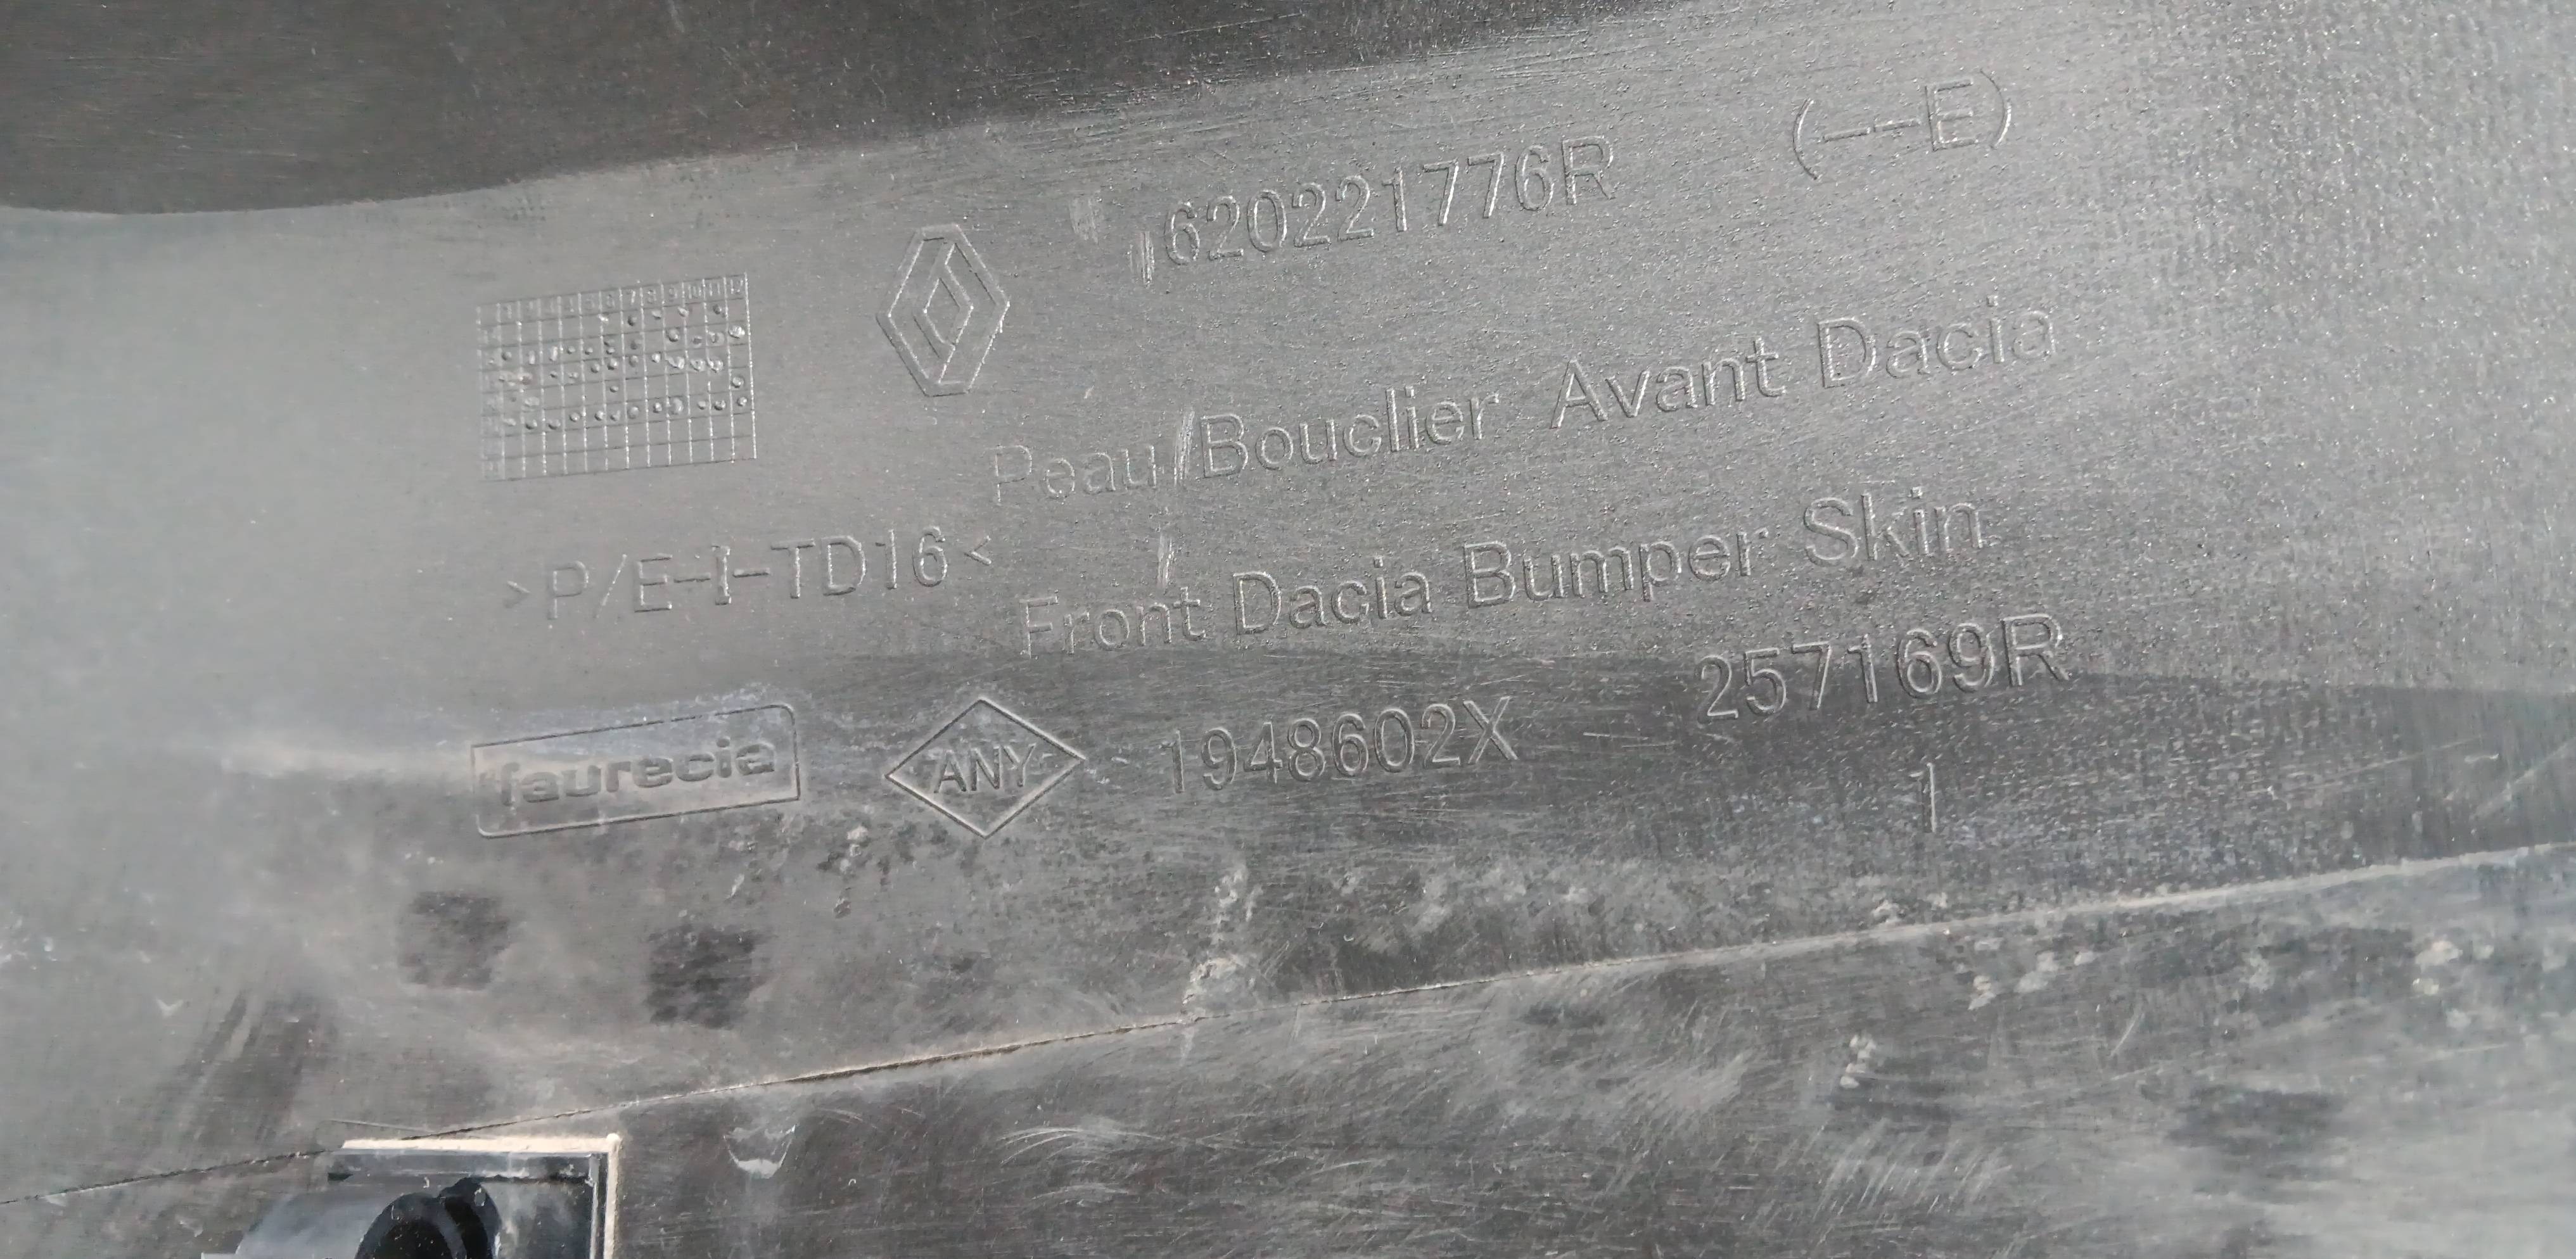 620221776R (--E)
Peau Bouclier Avant Dacia
>P/E-I-TD16<
Front Dacia Bumper Skin
257169R
faurecia
ANY
1948602X
1